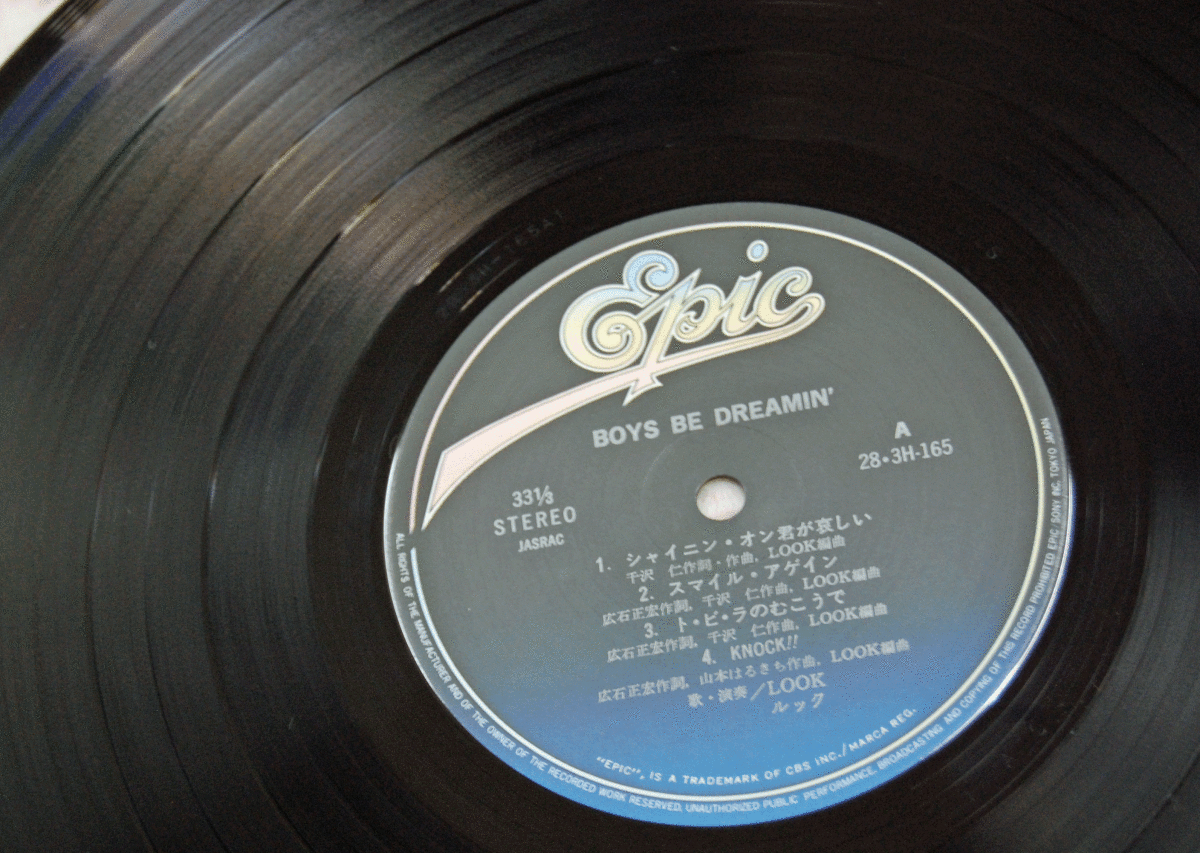 Epic
BOYS BE DREAMIN'
A
28・3H-165
33⅓
STEREO
JASRAC
1. シャイニン・オン君が哀しい
千沢 仁作詞・作曲、LOOK編曲
2. スマイル・アゲイン
広石正宏作詞、千沢 仁作曲、LOOK編曲
3. ト・ビ・ラのむこうで
広石正宏作詞、千沢 仁作曲、LOOK編曲
4. KNOCK!!
広石正宏作詞、山本はるきち作曲、LOOK編曲
歌・演奏/LOOK
ルック
"EPIC", IS A TRADEMARK OF CBS INC./MARCA REG.
ALL RIGHTS OF THE MANUFACTURER AND OF THE OWNER OF THE RECORDED WORK RESERVED, UNAUTHORIZED PUBLIC PERFORMANCE, BROADCASTING AND COPYING OF THIS RECORD PROHIBITED EPIC SONY INC. TOKYO JAPAN